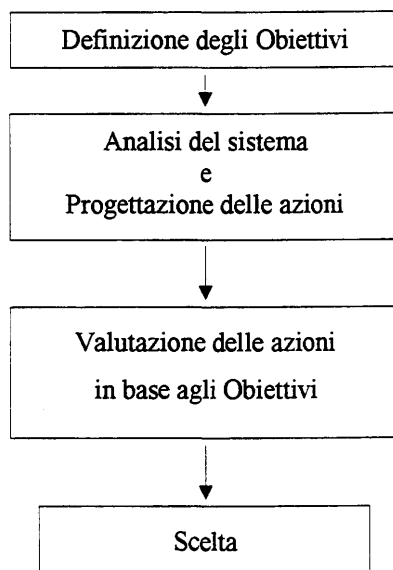 Definizione degli Obiettivi
Analisi del sistema
e
Progettazione delle azioni
Valutazione delle azioni
in base agli Obiettivi
Scelta